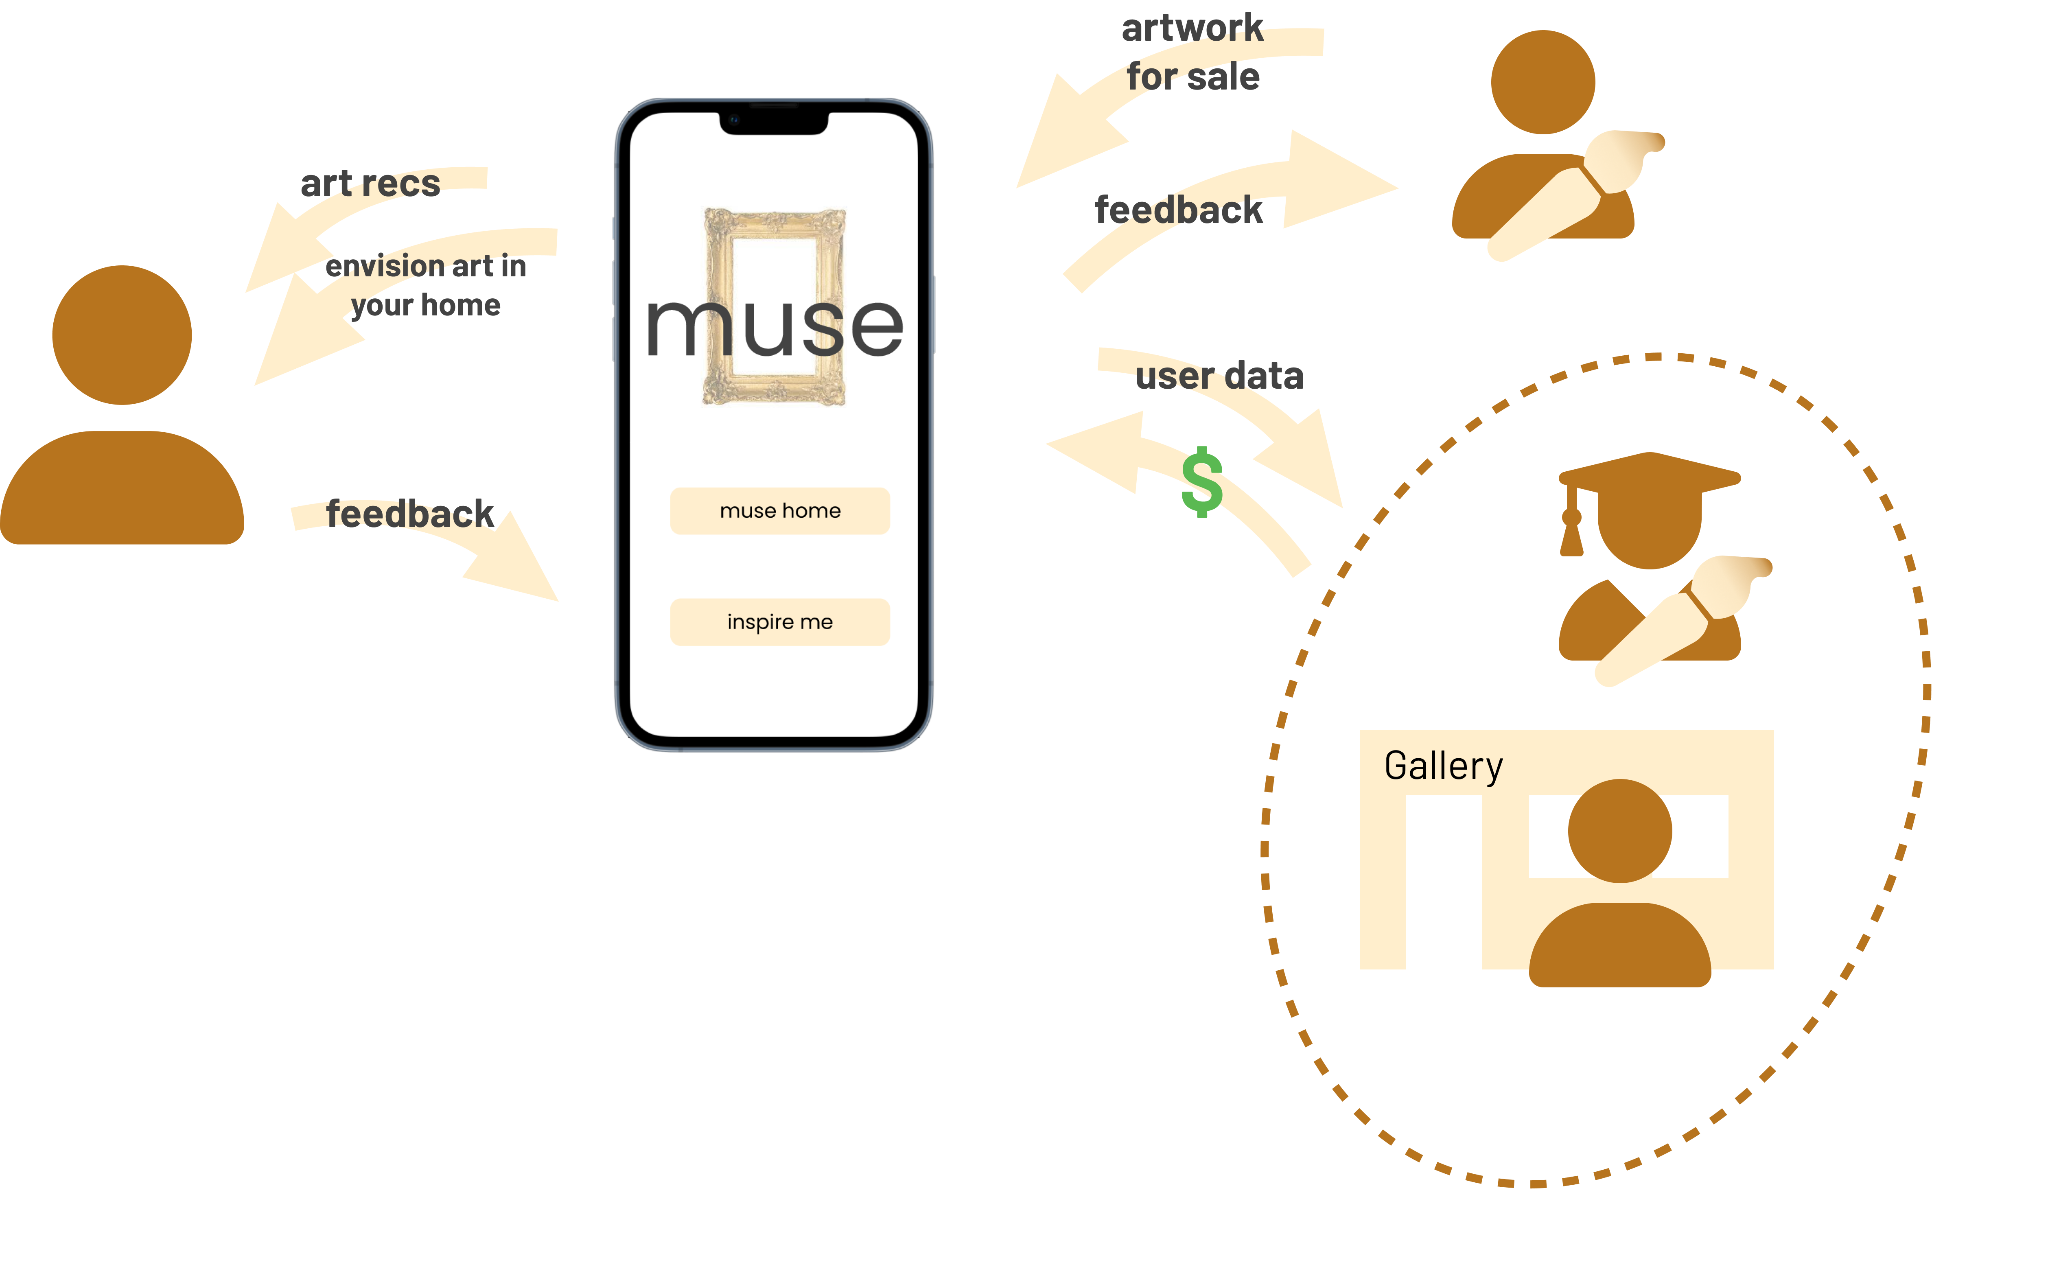 artwork
for sale
art recs
feedback
envision art in
your home
muse
user data
$
feedback
muse home
inspire me
Gallery